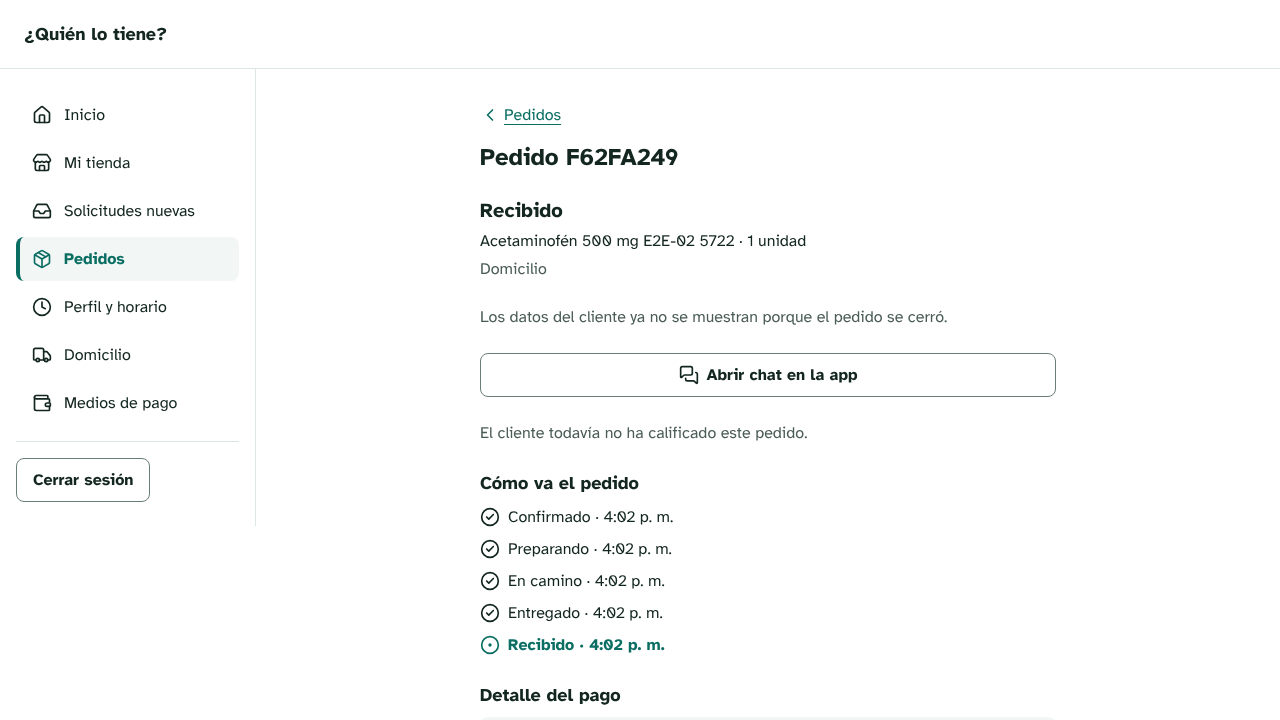 ¿Quién lo tiene?
Inicio
Mi tienda
Solicitudes nuevas
Pedidos
Perfil y horario
Domicilio
Medios de pago
Cerrar sesión
Pedidos
Pedido F62FA249
Recibido
Acetaminofén 500 mg E2E-02 5722 · 1 unidad
Domicilio
Los datos del cliente ya no se muestran porque el pedido se cerró.
Abrir chat en la app
El cliente todavía no ha calificado este pedido.
Cómo va el pedido
Confirmado · 4:02 p. m.
Preparando · 4:02 p. m.
En camino · 4:02 p. m.
Entregado · 4:02 p. m.
Recibido · 4:02 p. m.
Detalle del pago